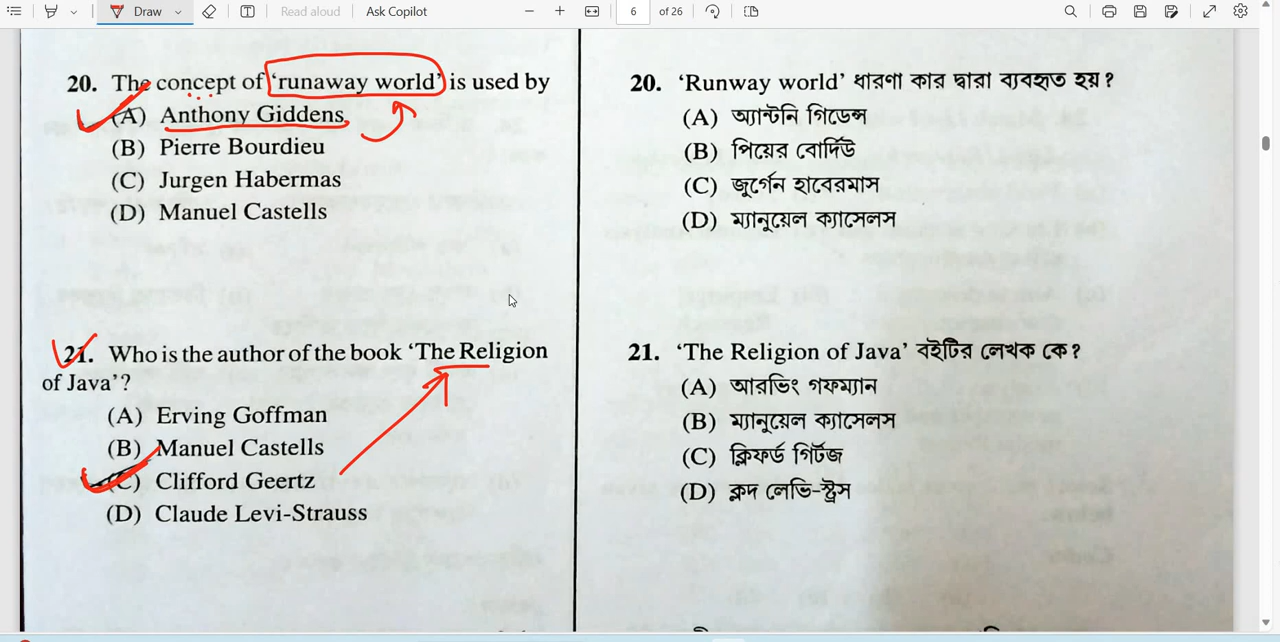 Draw
Read aloud
Ask Copilot
6
of 26
20. The concept of ‘runaway world’ is used by
(A) Anthony Giddens
(B) Pierre Bourdieu
(C) Jurgen Habermas
(D) Manuel Castells
21. Who is the author of the book ‘The Religion
of Java’?
(A) Erving Goffman
(B) Manuel Castells
(C) Clifford Geertz
(D) Claude Levi-Strauss
20. ‘Runway world’ ধারণা কার দ্বারা ব্যবহৃত হয়?
(A) অ্যান্টনি গিডেন্স
(B) পিয়ের বোর্দিউ
(C) জুর্গেন হাবেরমাস
(D) ম্যানুয়েল ক্যাসেলস
21. ‘The Religion of Java’ বইটির লেখক কে?
(A) আরভিং গফম্যান
(B) ম্যানুয়েল ক্যাসেলস
(C) ক্লিফর্ড গির্টজ
(D) ক্লদ লেভি-স্ট্রস